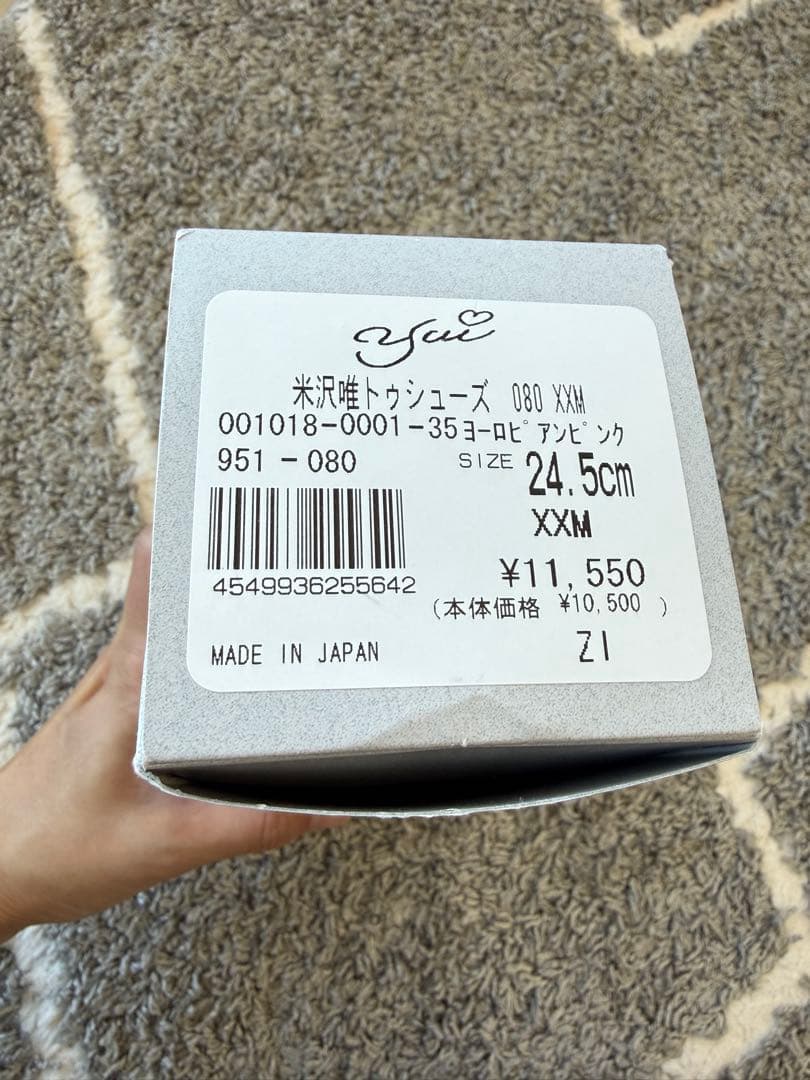 Yui
米沢唯トゥシューズ 080 XXM
001018-0001-35ヨーロピアンピンク
951-080 SIZE 24.5cm
XXM
¥11,550
4549936255642 (本体価格 ¥10,500 )
MADE IN JAPAN ZI